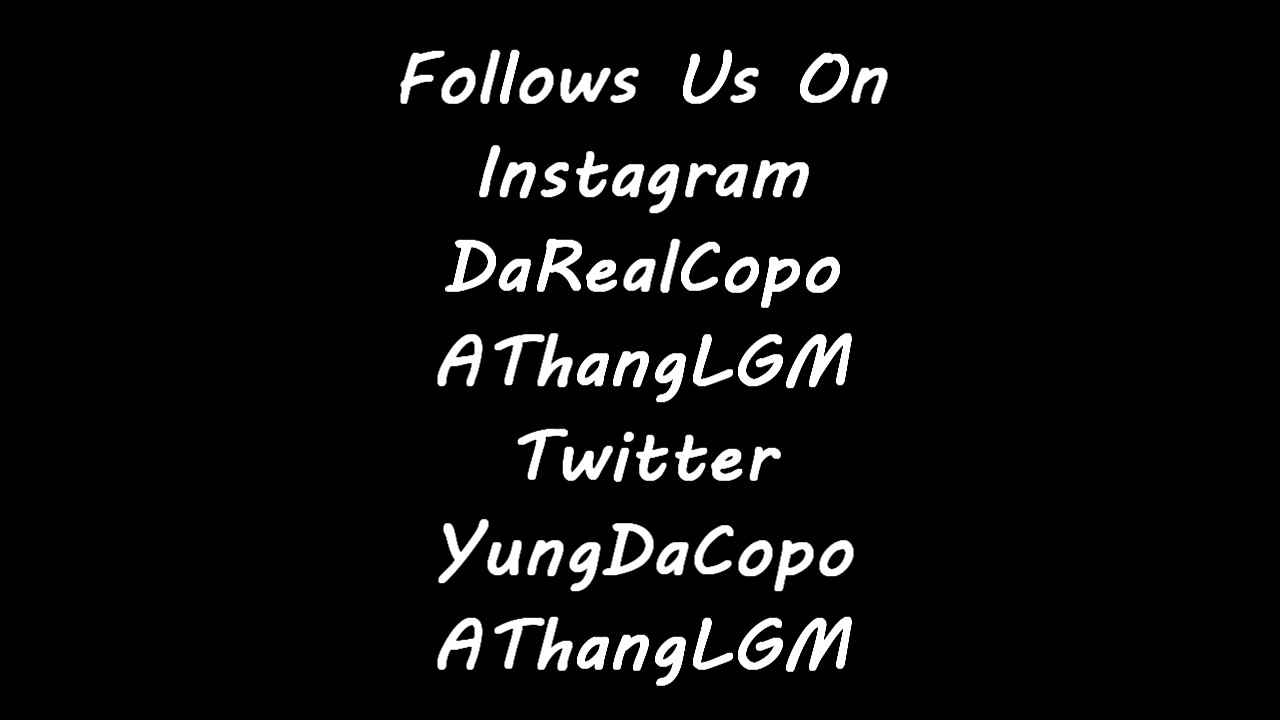 Follows Us On
Instagram
DaRealCopo
AThangLGM
Twitter
YungDaCopo
AThangLGM